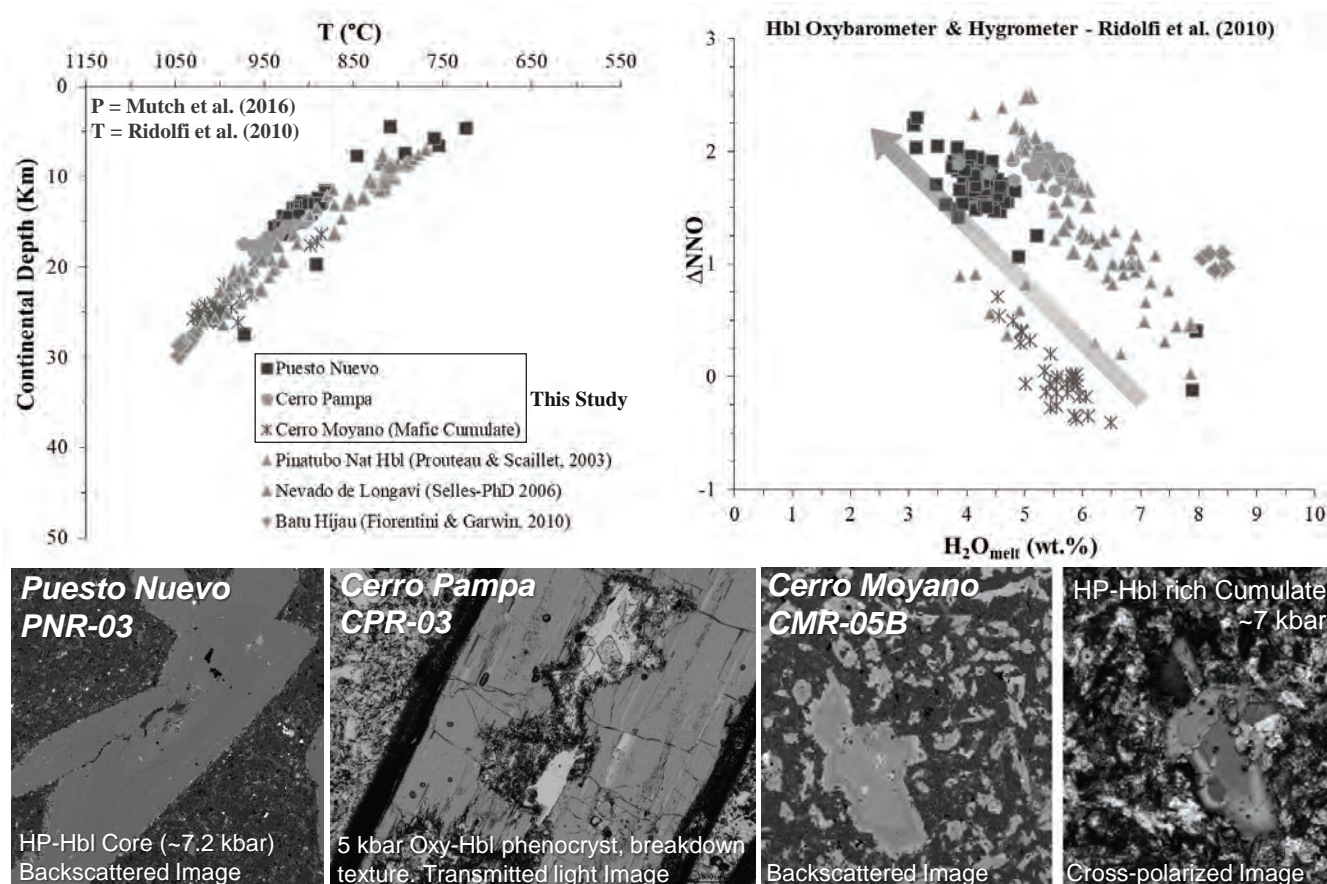 T (°C)
1150 1050 950 850 750 650 550
0
10
20
30
40
50
Continental Depth (Km)
P = Mutch et al. (2016)
T = Ridolfi et al. (2010)
Puesto Nuevo
Cerro Pampa
Cerro Moyano (Mafic Cumulate)
This Study
Pinatubo Nat Hbl (Prouteau & Scaillet, 2003)
Nevado de Longaví (Selles-PhD 2006)
Batu Hijau (Fiorentini & Garwin, 2010)
Hbl Oxybarometer & Hygrometer - Ridolfi et al. (2010)
3
2
1
0
-1
ΔNNO
0 1 2 3 4 5 6 7 8 9 10
H₂Omelt (wt.%)
Puesto Nuevo
PNR-03
HP-Hbl Core (~7.2 kbar)
Backscattered Image
Cerro Pampa
CPR-03
5 kbar Oxy-Hbl phenocryst, breakdown
texture. Transmitted light Image
Cerro Moyano
CMR-05B
Backscattered Image
HP-Hbl rich Cumulate
~7 kbar
Cross-polarized Image